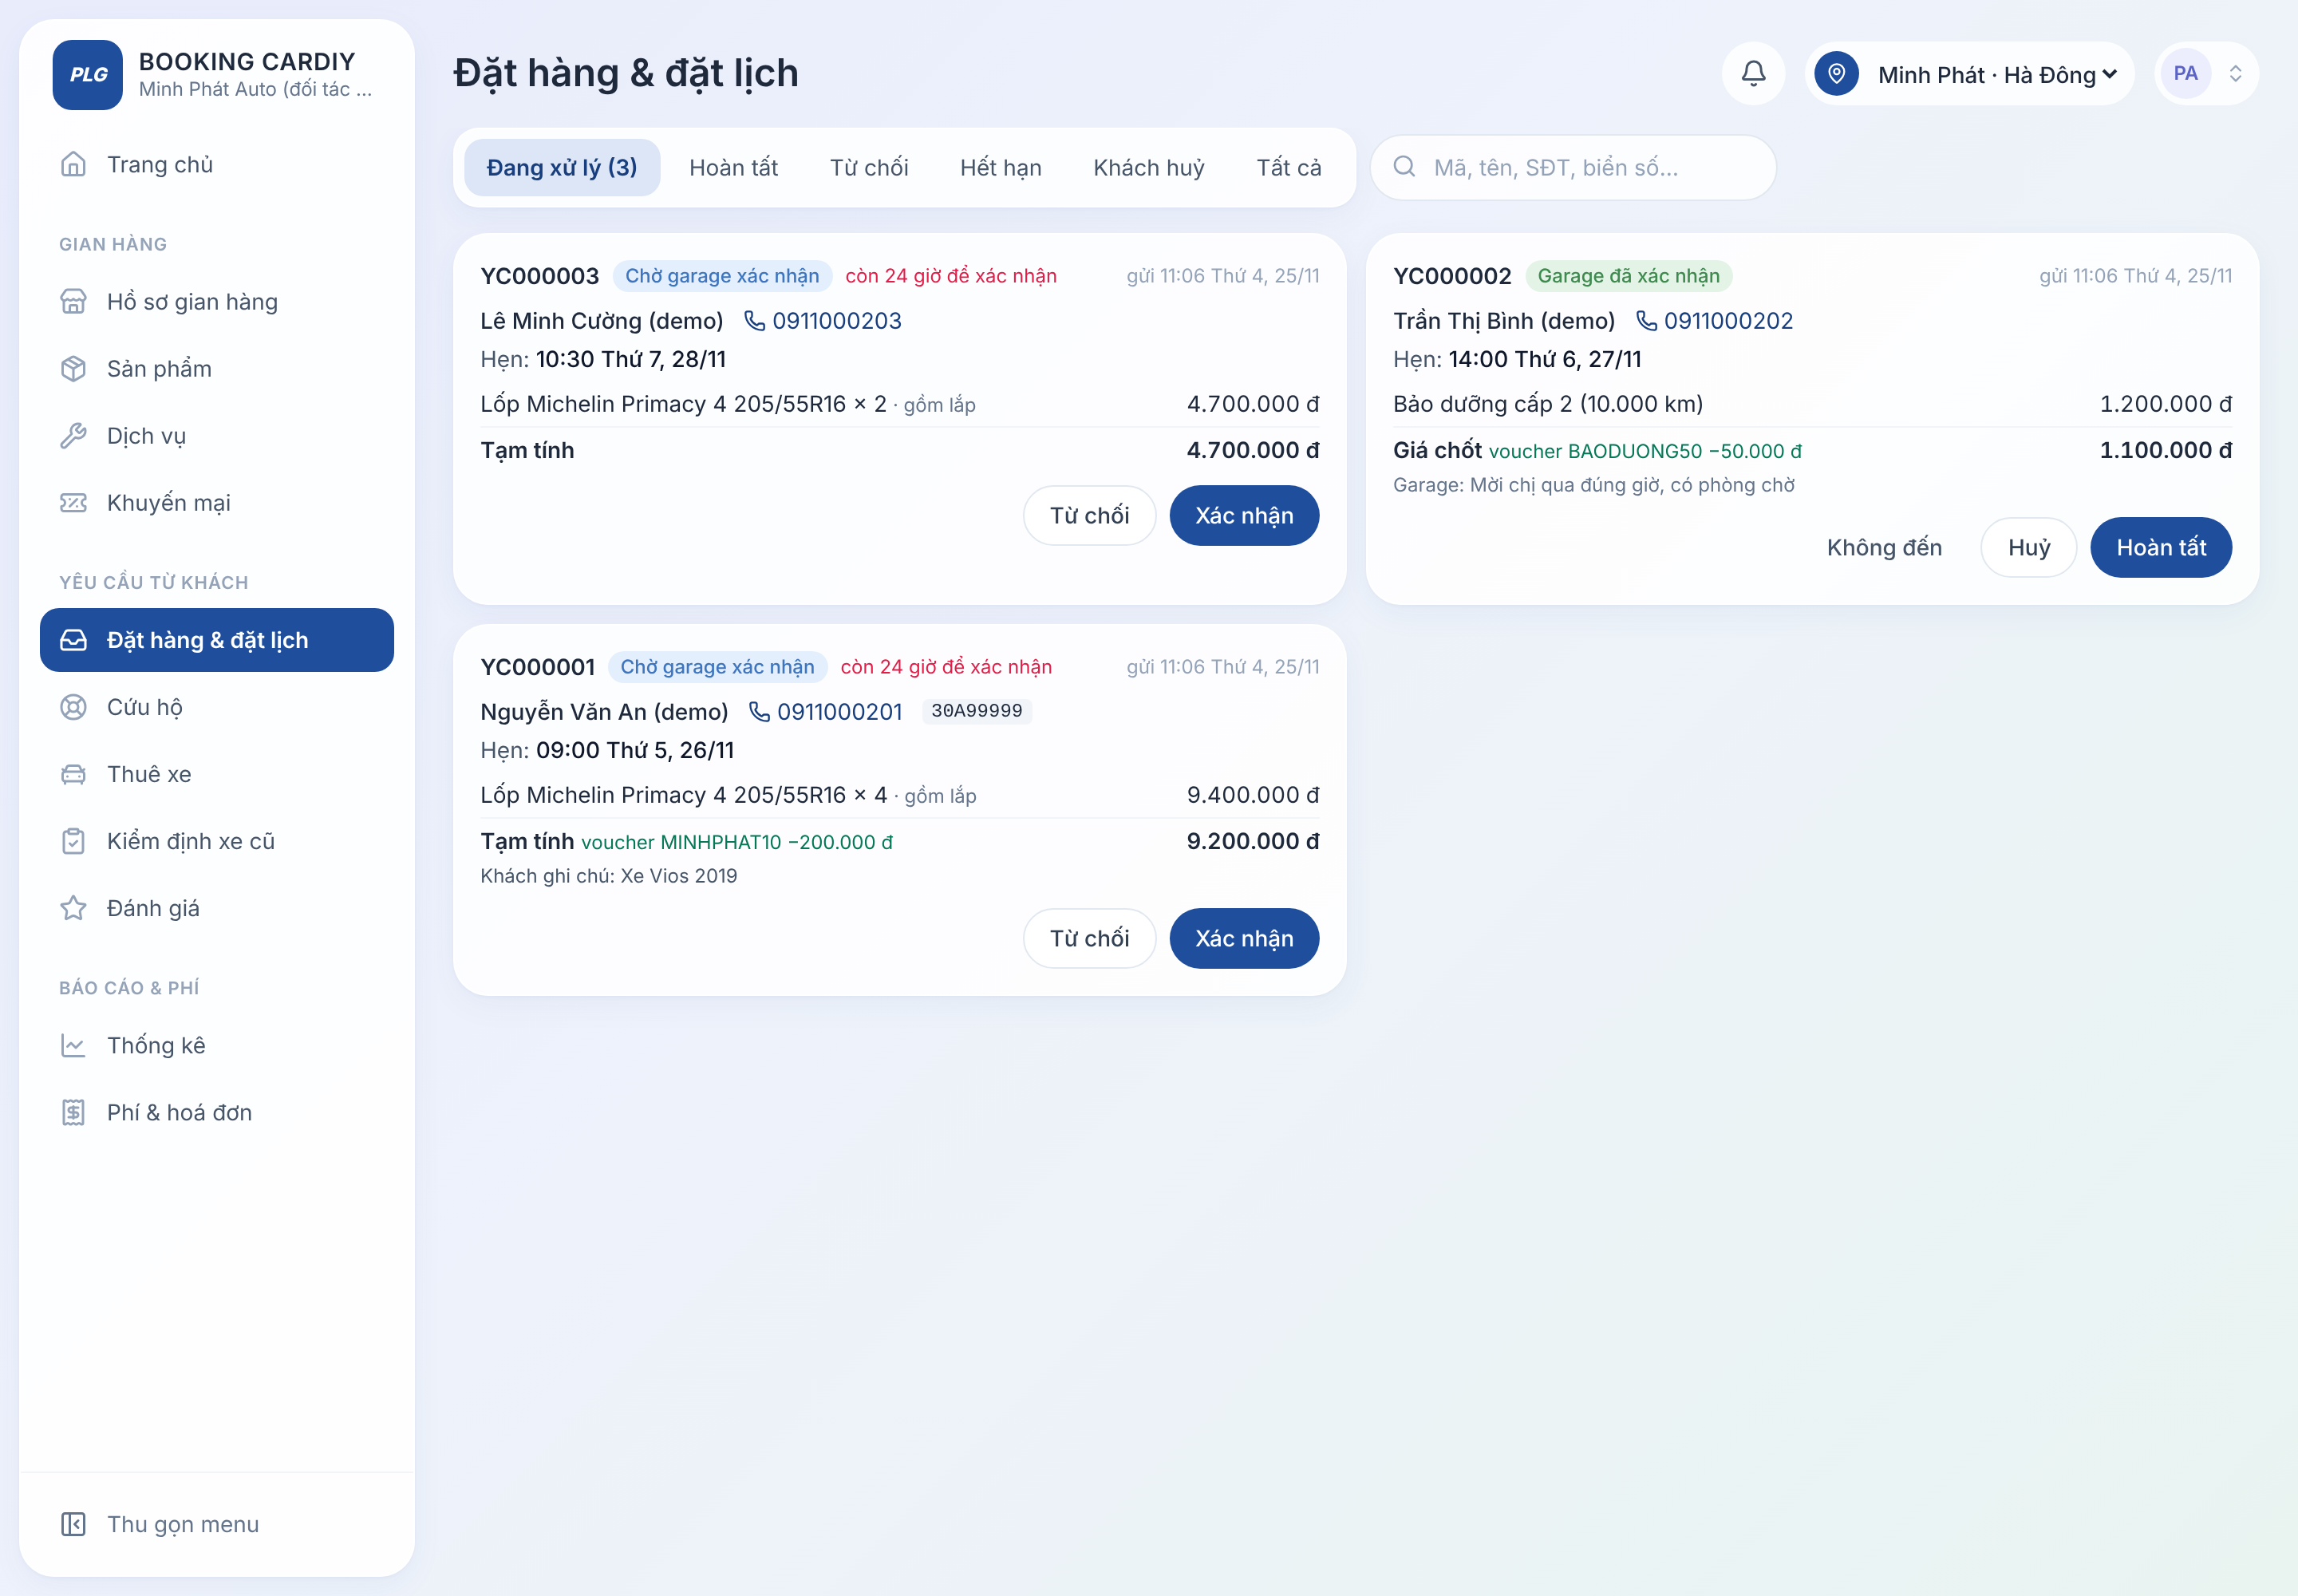 PLG
BOOKING CARDIY
Minh Phát Auto (đối tác ...
Trang chủ
GIAN HÀNG
Hồ sơ gian hàng
Sản phẩm
Dịch vụ
Khuyến mại
YÊU CẦU TỪ KHÁCH
Đặt hàng & đặt lịch
Cứu hộ
Thuê xe
Kiểm định xe cũ
Đánh giá
BÁO CÁO & PHÍ
Thống kê
Phí & hoá đơn
Thu gọn menu
Đặt hàng & đặt lịch
Minh Phát · Hà Đông
PA
Đang xử lý (3) Hoàn tất Từ chối Hết hạn Khách huỷ Tất cả
Mã, tên, SĐT, biển số...
YC000003 Chờ garage xác nhận còn 24 giờ để xác nhận gửi 11:06 Thứ 4, 25/11
Lê Minh Cường (demo) 0911000203
Hẹn: 10:30 Thứ 7, 28/11
Lốp Michelin Primacy 4 205/55R16 × 2 · gồm lắp 4.700.000 đ
Tạm tính 4.700.000 đ
Từ chối Xác nhận
YC000002 Garage đã xác nhận gửi 11:06 Thứ 4, 25/11
Trần Thị Bình (demo) 0911000202
Hẹn: 14:00 Thứ 6, 27/11
Bảo dưỡng cấp 2 (10.000 km) 1.200.000 đ
Giá chốt voucher BAODUONG50 −50.000 đ 1.100.000 đ
Garage: Mời chị qua đúng giờ, có phòng chờ
Không đến Huỷ Hoàn tất
YC000001 Chờ garage xác nhận còn 24 giờ để xác nhận gửi 11:06 Thứ 4, 25/11
Nguyễn Văn An (demo) 0911000201 30A99999
Hẹn: 09:00 Thứ 5, 26/11
Lốp Michelin Primacy 4 205/55R16 × 4 · gồm lắp 9.400.000 đ
Tạm tính voucher MINHPHAT10 −200.000 đ 9.200.000 đ
Khách ghi chú: Xe Vios 2019
Từ chối Xác nhận